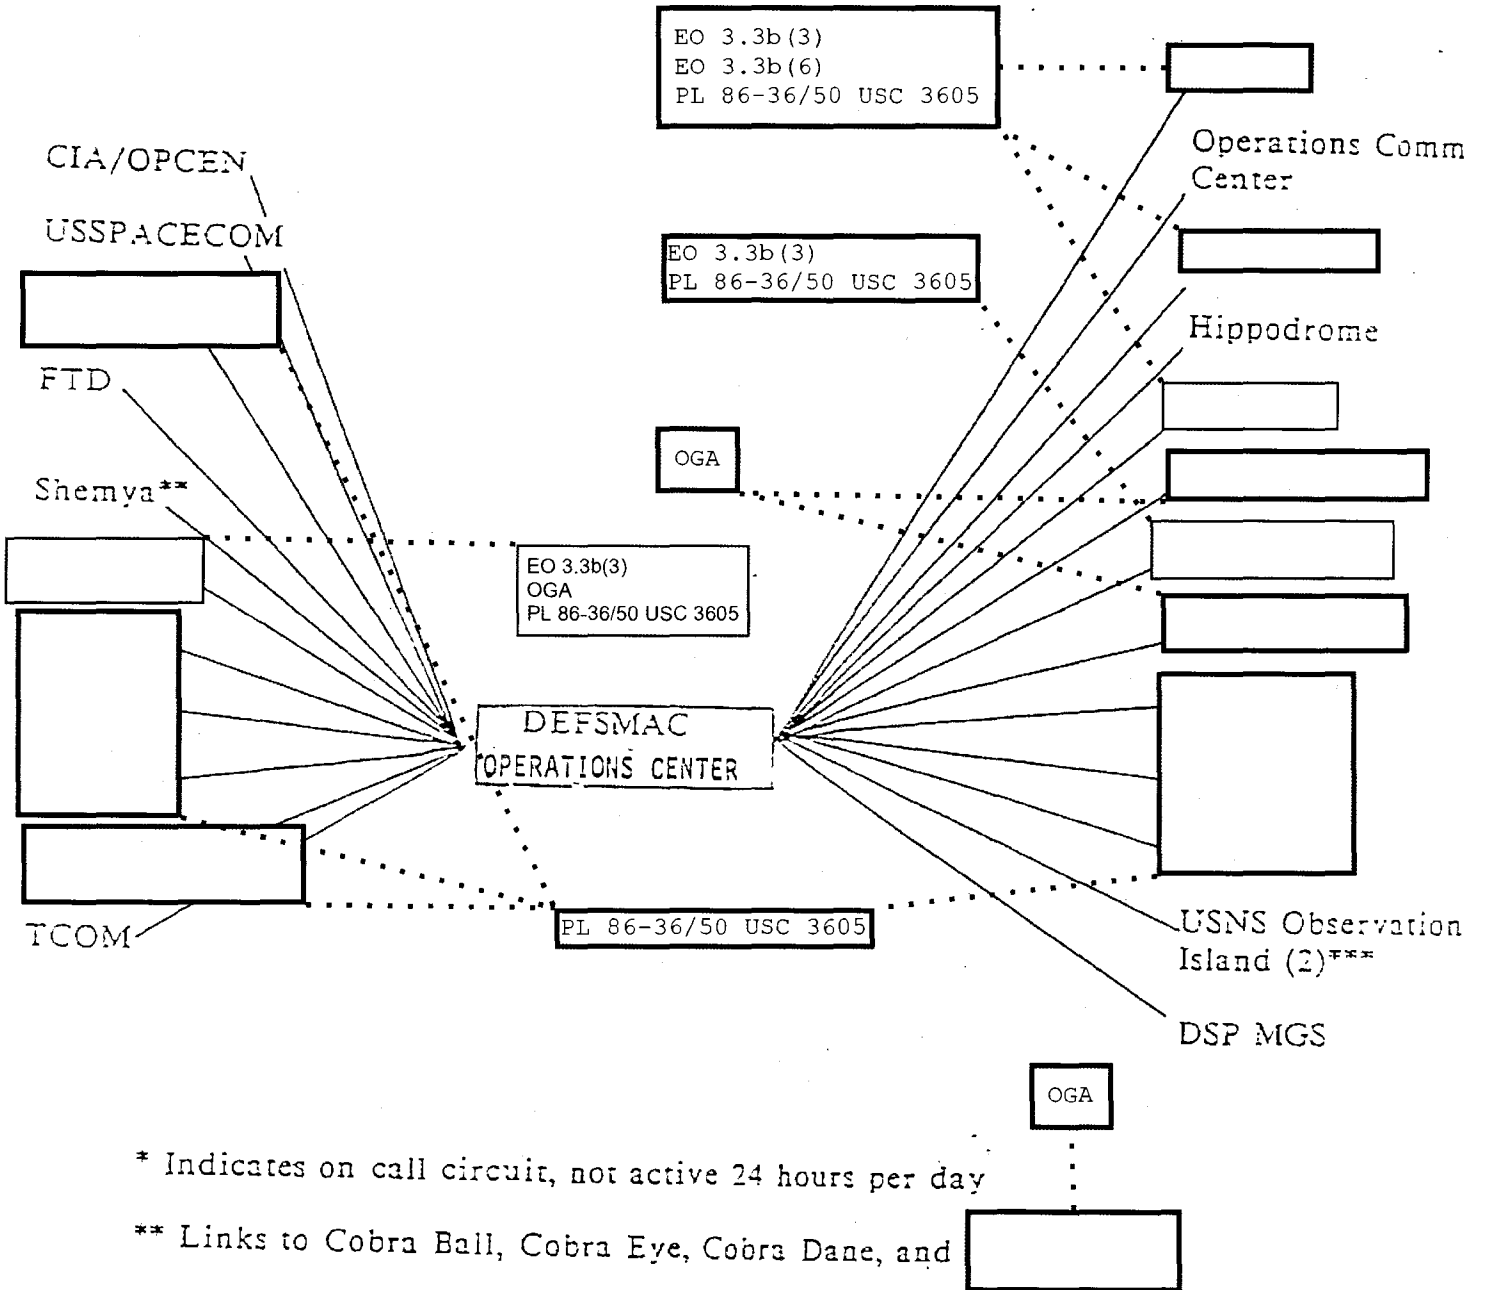 EO 3.3b(3)
EO 3.3b(6)
PL 86-36/50 USC 3605
Operations Comm
Center
CIA/OPCEN
USSPACECOM
EO 3.3b(3)
PL 86-36/50 USC 3605
Hippodrome
FTD
OGA
Shemya**
EO 3.3b(3)
OGA
PL 86-36/50 USC 3605
DEFSMAC
OPERATIONS CENTER
TCOM
PL 86-36/50 USC 3605
USNS Observation
Island (2)***
DSP MGS
OGA
* Indicates on call circuit, not active 24 hours per day
** Links to Cobra Ball, Cobra Eye, Cobra Dane, and